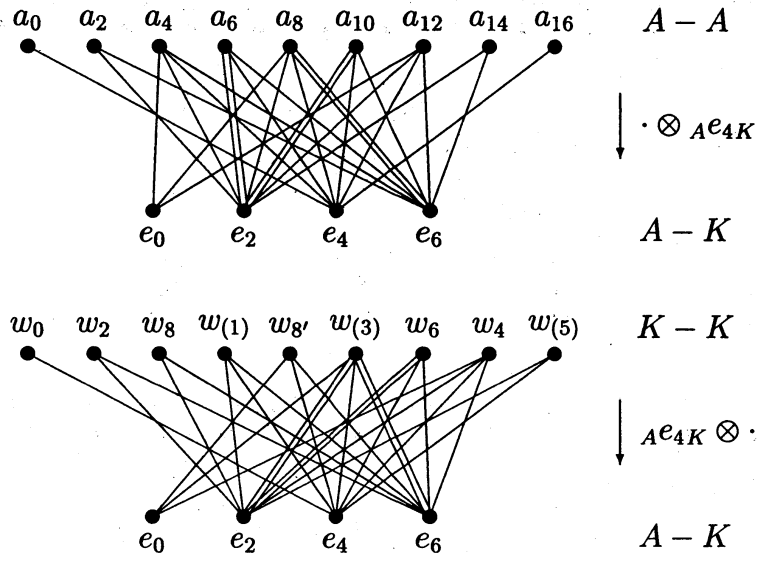 a₀ a₂ a₄ a₆ a₈ a₁₀ a₁₂ a₁₄ a₁₆ A − A
· ⊗ ₐe₄ₖ
e₀ e₂ e₄ e₆ A − K
w₀ w₂ w₈ w₍₁₎ w₈′ w₍₃₎ w₆ w₄ w₍₅₎ K − K
ₐe₄ₖ ⊗ ·
e₀ e₂ e₄ e₆ A − K